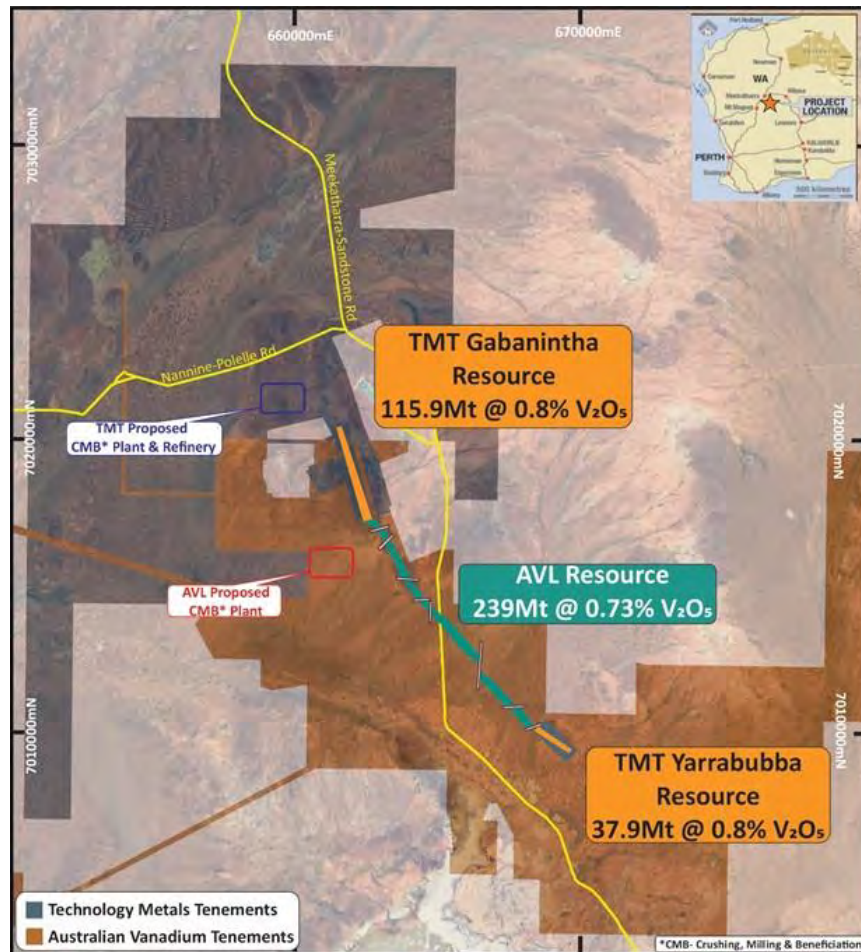 660000mE
670000mE
7030000mN
7020000mN
7010000mN
7020000mN
7010000mN
WA
PERTH
PROJECT
LOCATION
Meekatharra-Sandstone Rd
Nannine-Polelle Rd
TMT Gabanintha
Resource
115.9Mt @ 0.8% V₂O₅
TMT Proposed
CMB* Plant & Refinery
AVL Proposed
CMB* Plant
AVL Resource
239Mt @ 0.73% V₂O₅
TMT Yarrabubba
Resource
37.9Mt @ 0.8% V₂O₅
Technology Metals Tenements
Australian Vanadium Tenements
*CMB- Crushing, Milling & Beneficiation